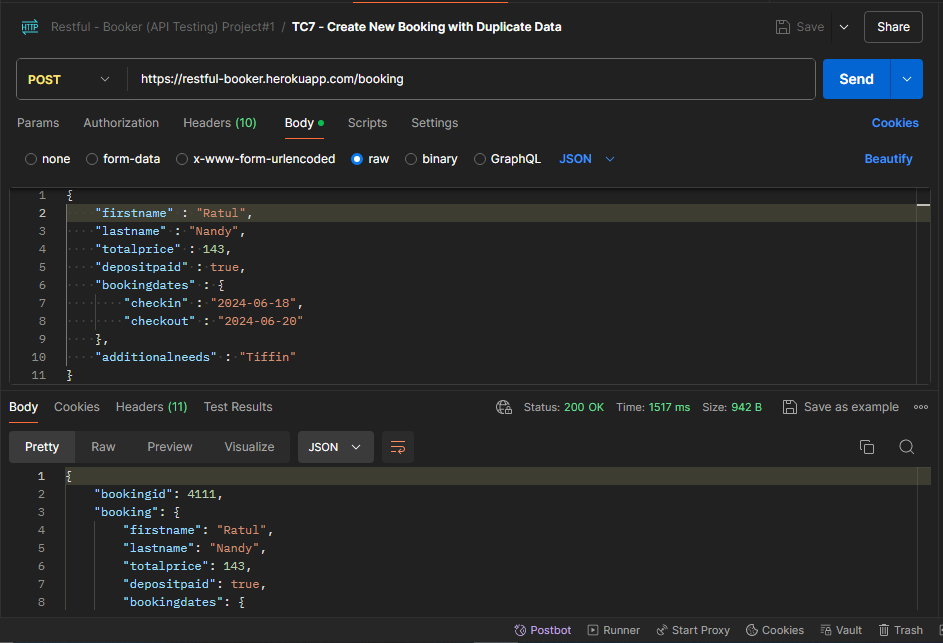 HTTP Restful - Booker (API Testing) Project#1 / TC7 - Create New Booking with Duplicate Data Save Share
POST https://restful-booker.herokuapp.com/booking Send
Params Authorization Headers (10) Body Scripts Settings Cookies
none form-data x-www-form-urlencoded raw binary GraphQL JSON Beautify
1 {
2 "firstname" : "Ratul",
3 "lastname" : "Nandy",
4 "totalprice" : 143,
5 "depositpaid" : true,
6 "bookingdates" : {
7 "checkin" : "2024-06-18",
8 "checkout" : "2024-06-20"
9 },
10 "additionalneeds" : "Tiffin"
11 }
Body Cookies Headers (11) Test Results Status: 200 OK Time: 1517 ms Size: 942 B Save as example
Pretty Raw Preview Visualize JSON
1 {
2 "bookingid": 4111,
3 "booking": {
4 "firstname": "Ratul",
5 "lastname": "Nandy",
6 "totalprice": 143,
7 "depositpaid": true,
8 "bookingdates": {
Postbot Runner Start Proxy Cookies Vault Trash